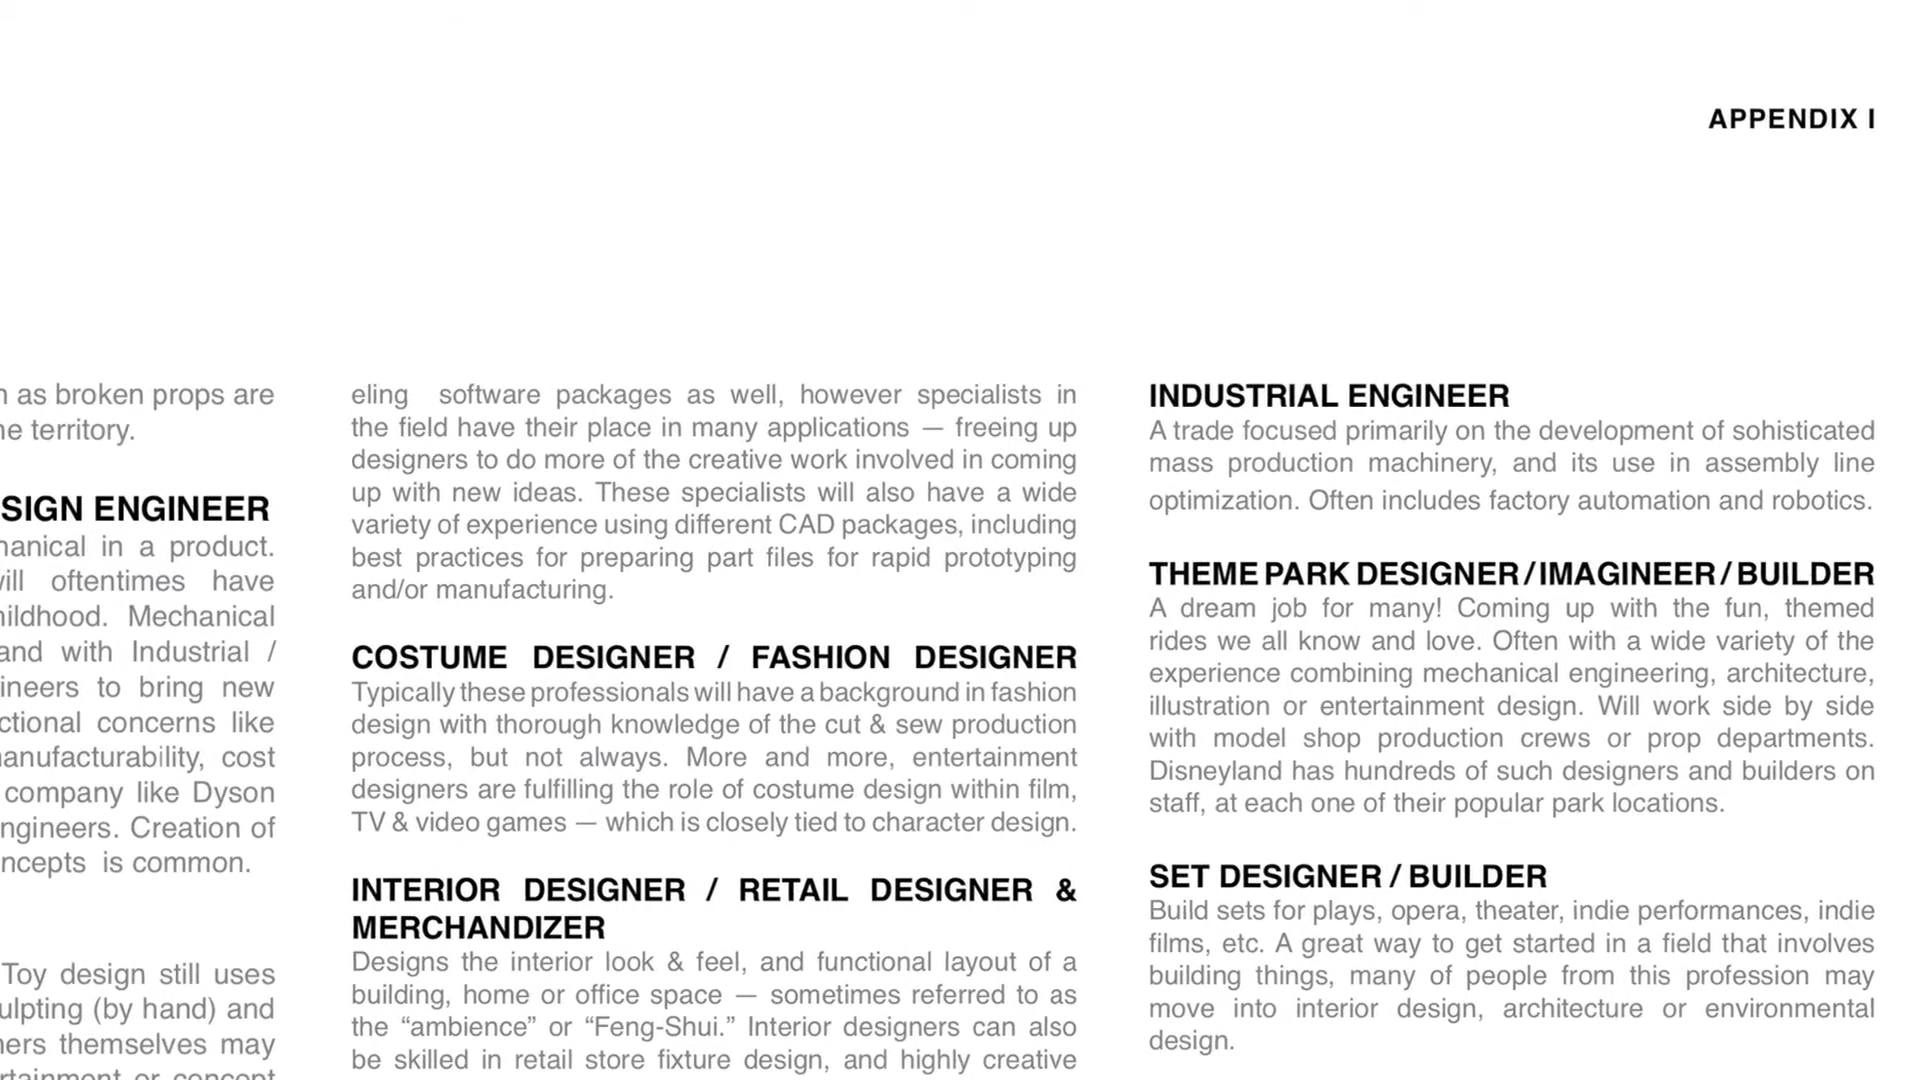 APPENDIX I
as broken props are
territory.
ENGINEER
in a product.
oftentimes have
Mechanical
and with Industrial /
to bring new
concerns like
cost
company like Dyson
Creation of
is common.
Toy design still uses
(by hand) and
themselves may
or concept
eling software packages as well, however specialists in
the field have their place in many applications — freeing up
designers to do more of the creative work involved in coming
up with new ideas. These specialists will also have a wide
variety of experience using different CAD packages, including
best practices for preparing part files for rapid prototyping
and/or manufacturing.
COSTUME DESIGNER / FASHION DESIGNER
Typically these professionals will have a background in fashion
design with thorough knowledge of the cut & sew production
process, but not always. More and more, entertainment
designers are fulfilling the role of costume design within film,
TV & video games — which is closely tied to character design.
INTERIOR DESIGNER / RETAIL DESIGNER &
MERCHANDIZER
Designs the interior look & feel, and functional layout of a
building, home or office space — sometimes referred to as
the “ambience” or “Feng-Shui.” Interior designers can also
be skilled in retail store fixture design, and highly creative
INDUSTRIAL ENGINEER
A trade focused primarily on the development of sohisticated
mass production machinery, and its use in assembly line
optimization. Often includes factory automation and robotics.
THEME PARK DESIGNER / IMAGINEER / BUILDER
A dream job for many! Coming up with the fun, themed
rides we all know and love. Often with a wide variety of the
experience combining mechanical engineering, architecture,
illustration or entertainment design. Will work side by side
with model shop production crews or prop departments.
Disneyland has hundreds of such designers and builders on
staff, at each one of their popular park locations.
SET DESIGNER / BUILDER
Build sets for plays, opera, theater, indie performances, indie
films, etc. A great way to get started in a field that involves
building things, many of people from this profession may
move into interior design, architecture or environmental
design.